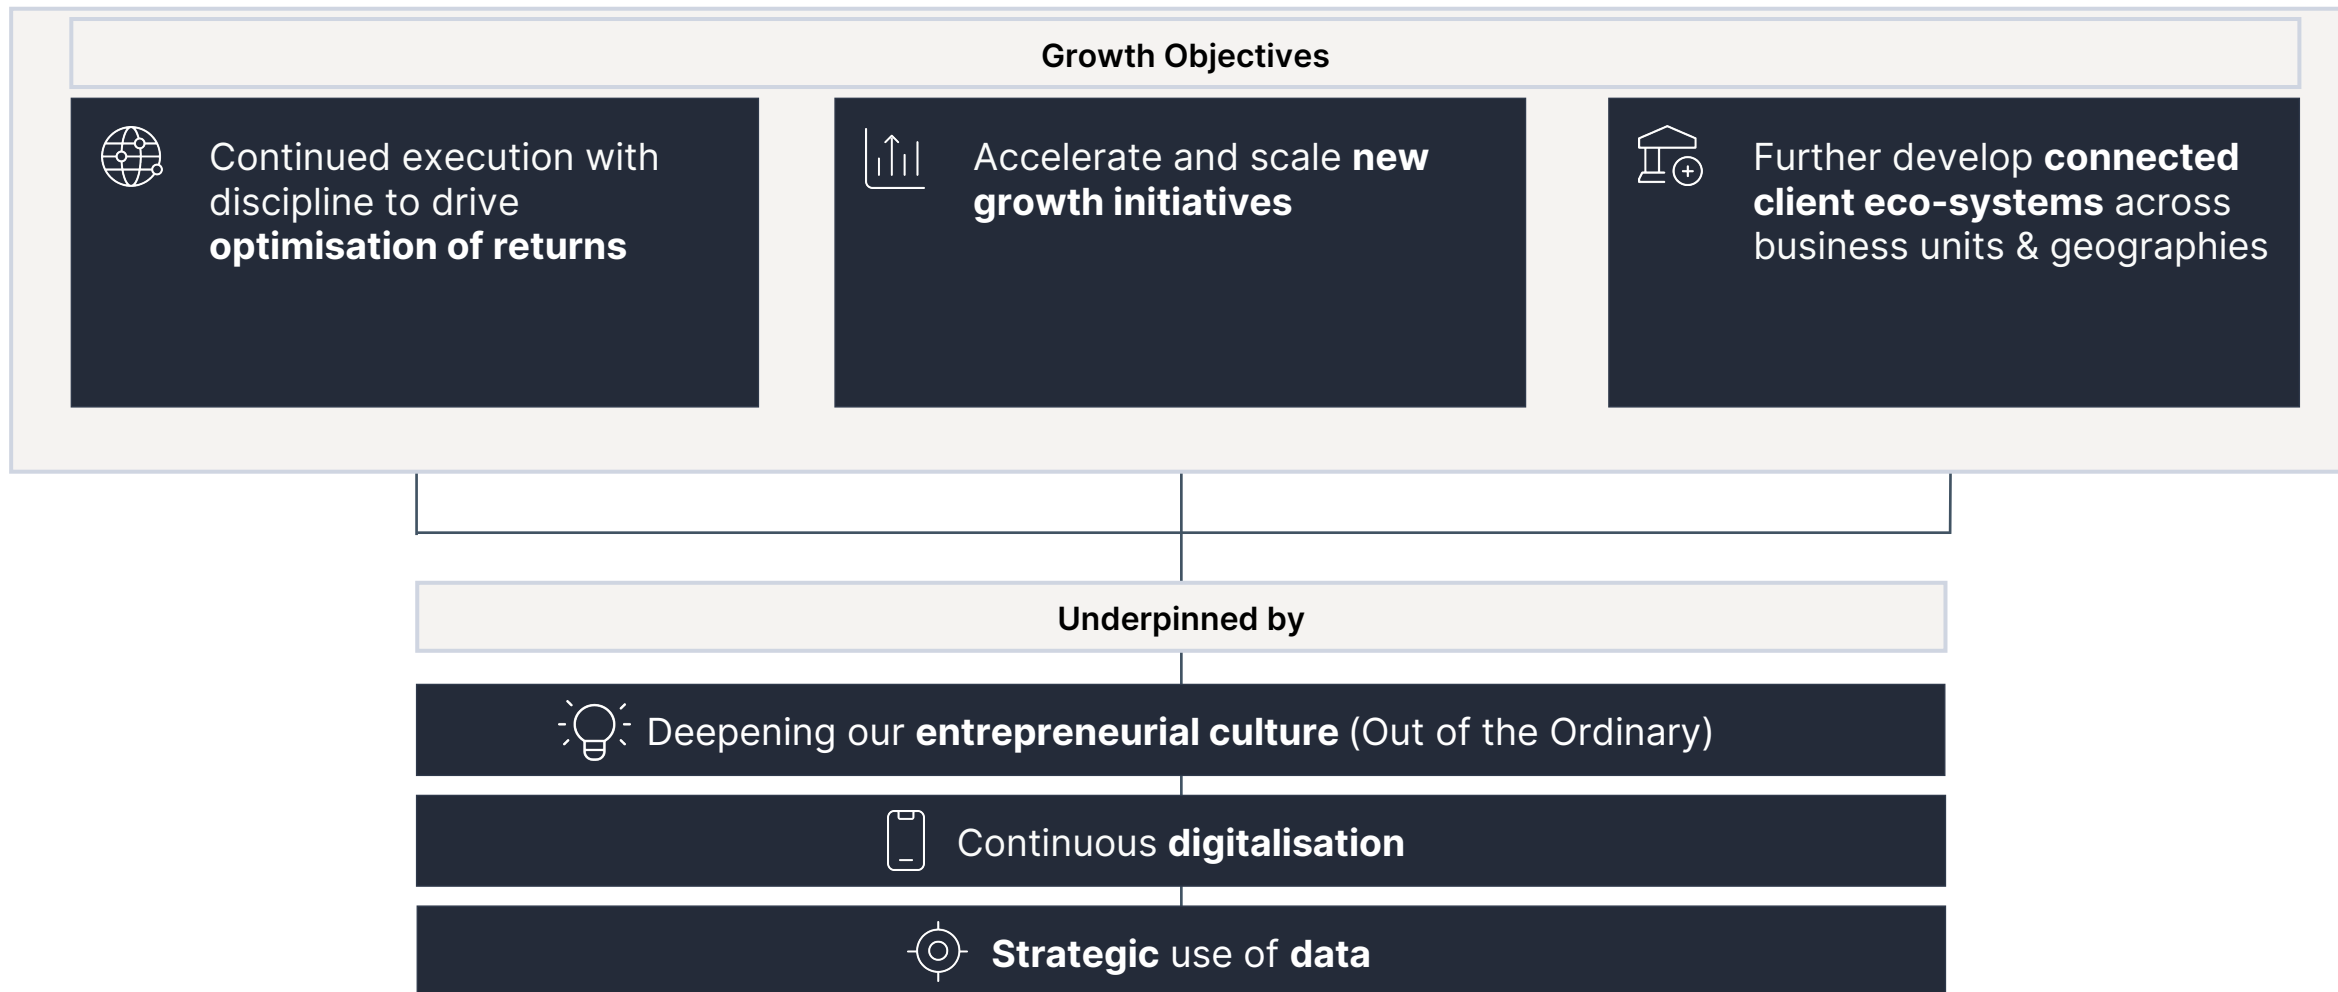 Growth Objectives
Continued execution with
discipline to drive
optimisation of returns
Accelerate and scale new
growth initiatives
Further develop connected
client eco-systems across
business units & geographies
Underpinned by
Deepening our entrepreneurial culture (Out of the Ordinary)
Continuous digitalisation
Strategic use of data